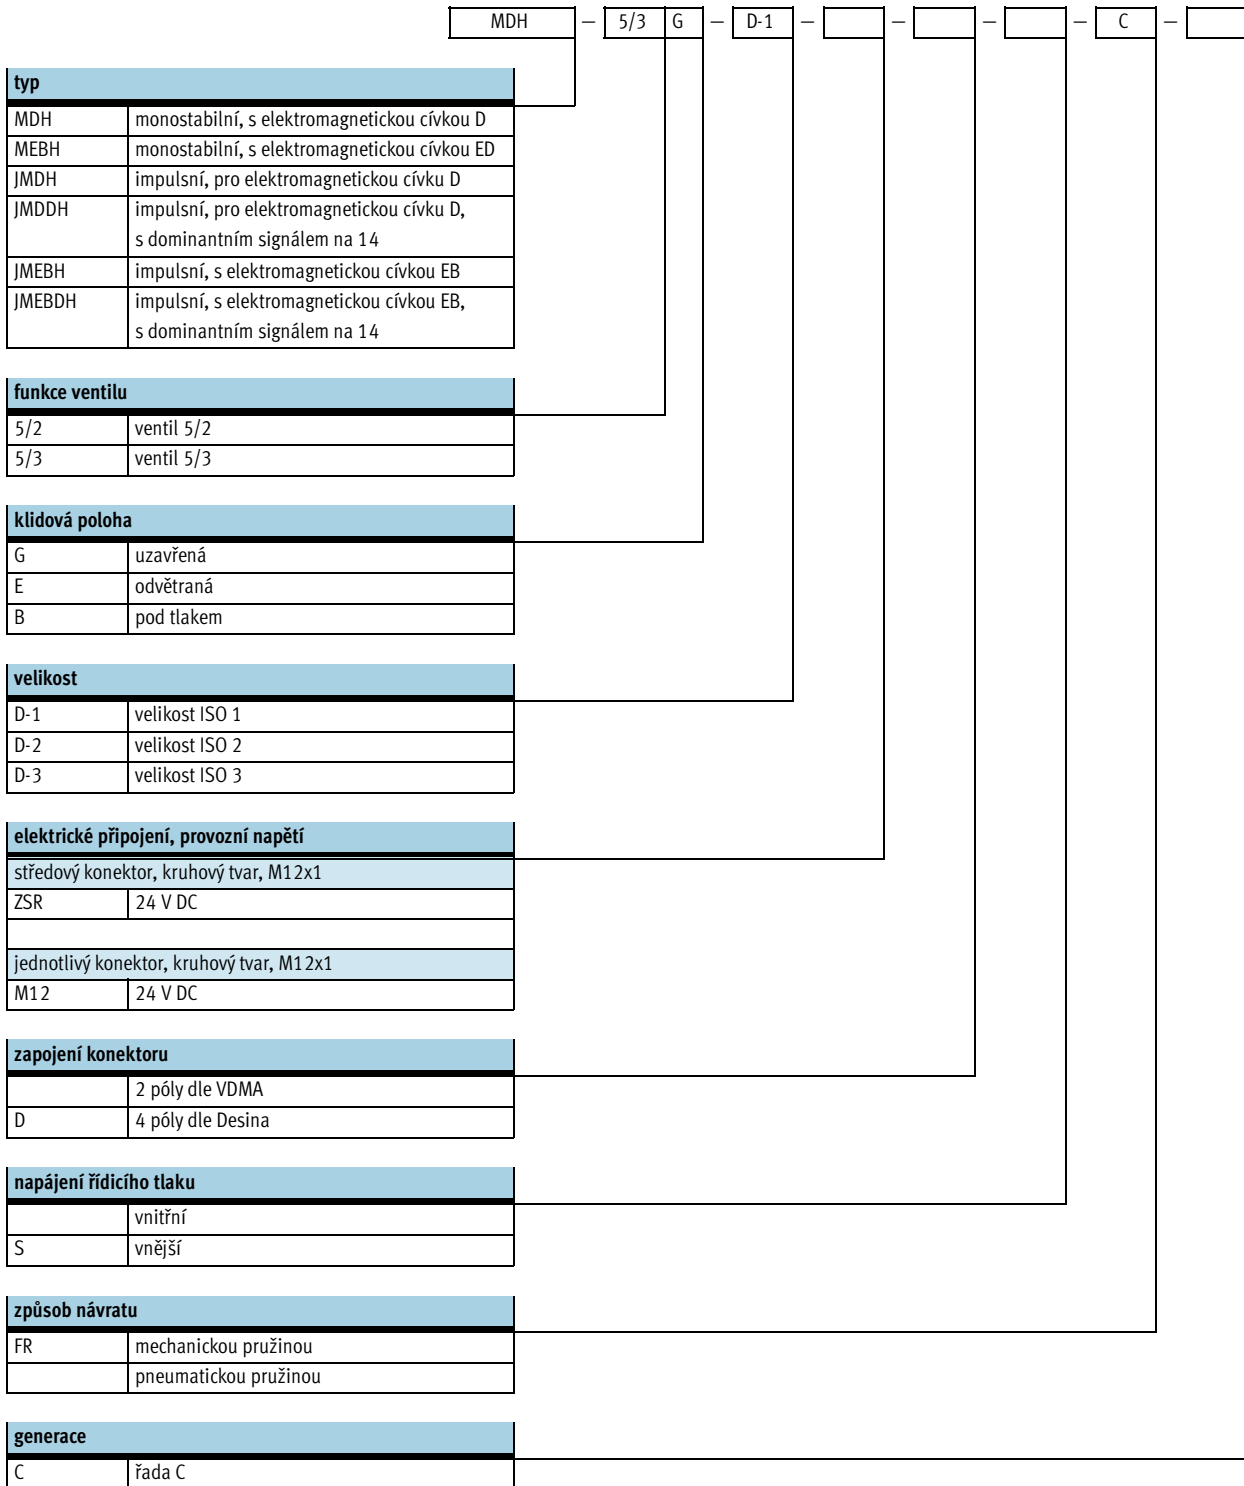 MDH – 5/3 G – D-1 – – – – C –
typ
MDH monostabilní, s elektromagnetickou cívkou D
MEBH monostabilní, s elektromagnetickou cívkou ED
JMDH impulsní, pro elektromagnetickou cívku D
JMDDH impulsní, pro elektromagnetickou cívku D,
s dominantním signálem na 14
JMEBH impulsní, s elektromagnetickou cívkou EB
JMEBDH impulsní, s elektromagnetickou cívkou EB,
s dominantním signálem na 14
funkce ventilu
5/2 ventil 5/2
5/3 ventil 5/3
klidová poloha
G uzavřená
E odvětraná
B pod tlakem
velikost
D-1 velikost ISO 1
D-2 velikost ISO 2
D-3 velikost ISO 3
elektrické připojení, provozní napětí
středový konektor, kruhový tvar, M12x1
ZSR 24 V DC
jednotlivý konektor, kruhový tvar, M12x1
M12 24 V DC
zapojení konektoru
2 póly dle VDMA
D 4 póly dle Desina
napájení řídicího tlaku
vnitřní
S vnější
způsob návratu
FR mechanickou pružinou
pneumatickou pružinou
generace
C řada C